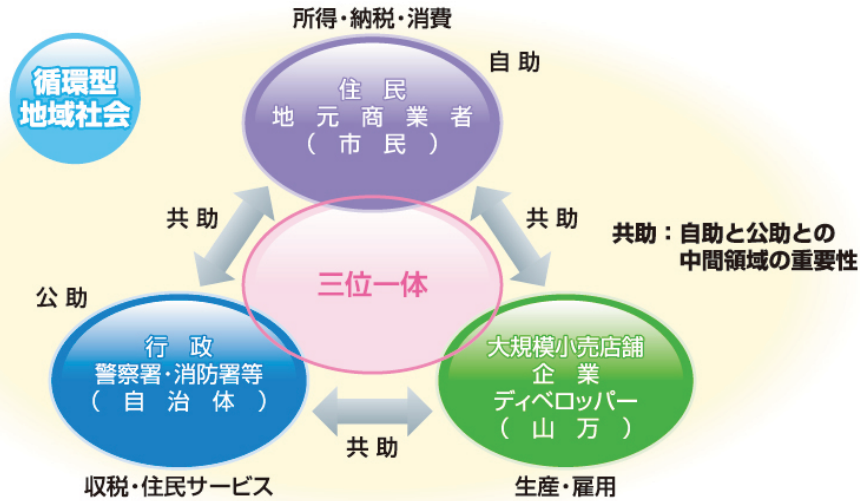 所得・納税・消費
循環型
地域社会
自助
住民
地元商業者
（市民）
共助
共助
共助：自助と公助との
中間領域の重要性
三位一体
公助
行政
警察署・消防署等
（自治体）
大規模小売店舗
企業
ディベロッパー
（山万）
共助
収税・住民サービス
生産・雇用